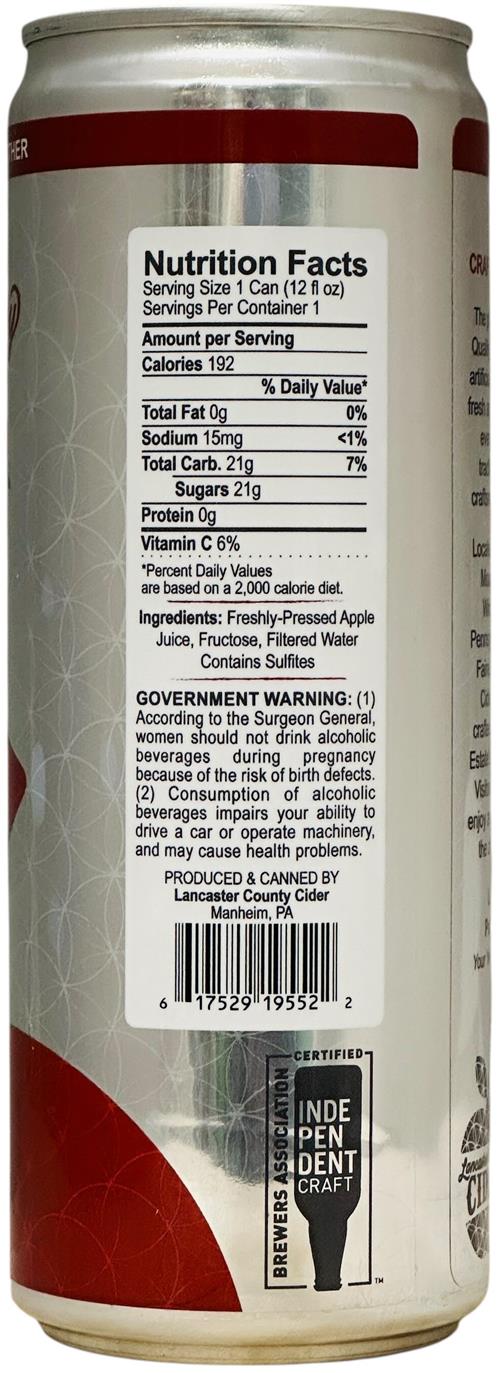 Nutrition Facts
Serving Size 1 Can (12 fl oz)
Servings Per Container 1
Amount per Serving
Calories 192
% Daily Value*
Total Fat 0g 0%
Sodium 15mg <1%
Total Carb. 21g 7%
Sugars 21g
Protein 0g
Vitamin C 6%
*Percent Daily Values
are based on a 2,000 calorie diet.
Ingredients: Freshly-Pressed Apple
Juice, Fructose, Filtered Water
Contains Sulfites
GOVERNMENT WARNING: (1)
According to the Surgeon General,
women should not drink alcoholic
beverages during pregnancy
because of the risk of birth defects.
(2) Consumption of alcoholic
beverages impairs your ability to
drive a car or operate machinery,
and may cause health problems.
PRODUCED & CANNED BY
Lancaster County Cider
Manheim, PA
6 17529 19552 2
CERTIFIED
BREWERS ASSOCIATION
INDE
PEN
DENT
CRAFT
TM
The